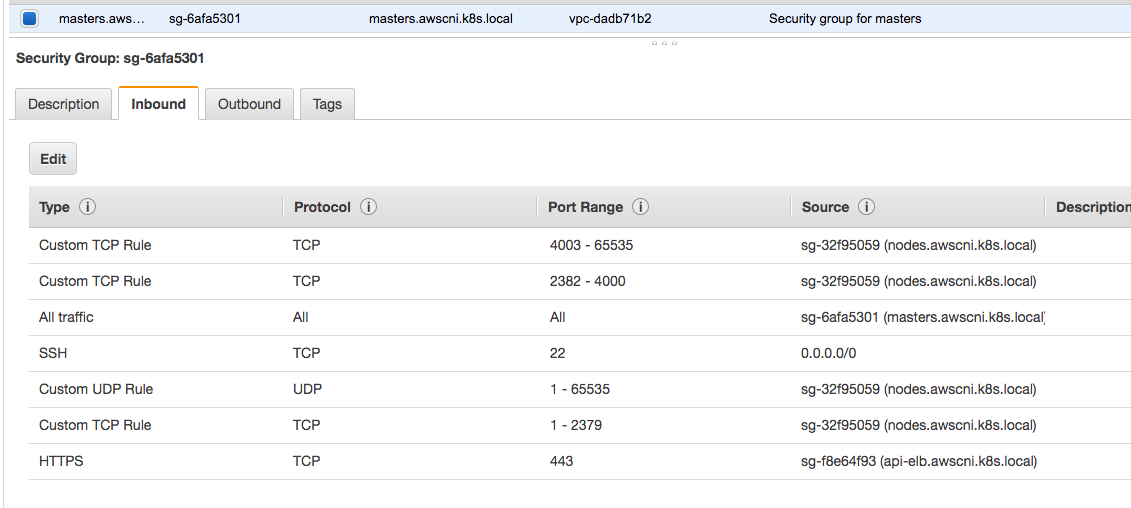 masters.aws... sg-6afa5301 masters.awscni.k8s.local vpc-dadb71b2 Security group for masters
Security Group: sg-6afa5301
Description Inbound Outbound Tags
Edit
Type i Protocol i Port Range i Source i Description
Custom TCP Rule TCP 4003 - 65535 sg-32f95059 (nodes.awscni.k8s.local)
Custom TCP Rule TCP 2382 - 4000 sg-32f95059 (nodes.awscni.k8s.local)
All traffic All All sg-6afa5301 (masters.awscni.k8s.local)
SSH TCP 22 0.0.0.0/0
Custom UDP Rule UDP 1 - 65535 sg-32f95059 (nodes.awscni.k8s.local)
Custom TCP Rule TCP 1 - 2379 sg-32f95059 (nodes.awscni.k8s.local)
HTTPS TCP 443 sg-f8e64f93 (api-elb.awscni.k8s.local)